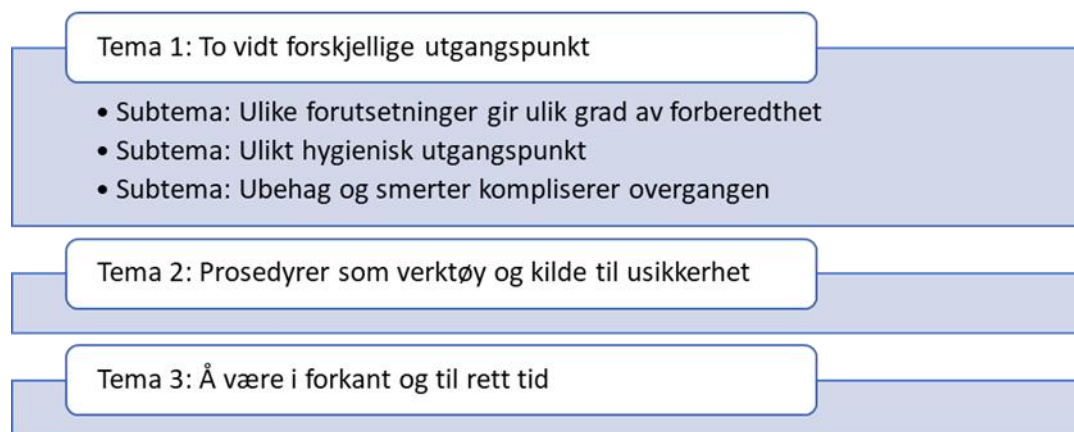 Tema 1: To vidt forskjellige utgangspunkt
• Subtema: Ulike forutsetninger gir ulik grad av forberedthet
• Subtema: Ulikt hygienisk utgangspunkt
• Subtema: Ubehag og smerter kompliserer overgangen
Tema 2: Prosedyrer som verktøy og kilde til usikkerhet
Tema 3: Å være i forkant og til rett tid